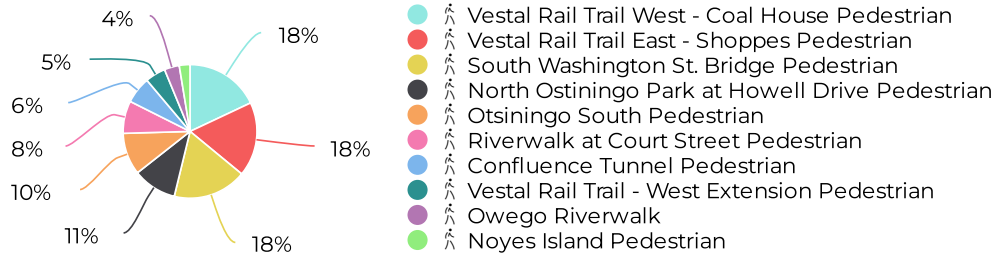 4%
18%
5%
6%
8%
18%
10%
11%
18%
Vestal Rail Trail West - Coal House Pedestrian
Vestal Rail Trail East - Shoppes Pedestrian
South Washington St. Bridge Pedestrian
North Ostiningo Park at Howell Drive Pedestrian
Otsiningo South Pedestrian
Riverwalk at Court Street Pedestrian
Confluence Tunnel Pedestrian
Vestal Rail Trail - West Extension Pedestrian
Owego Riverwalk
Noyes Island Pedestrian